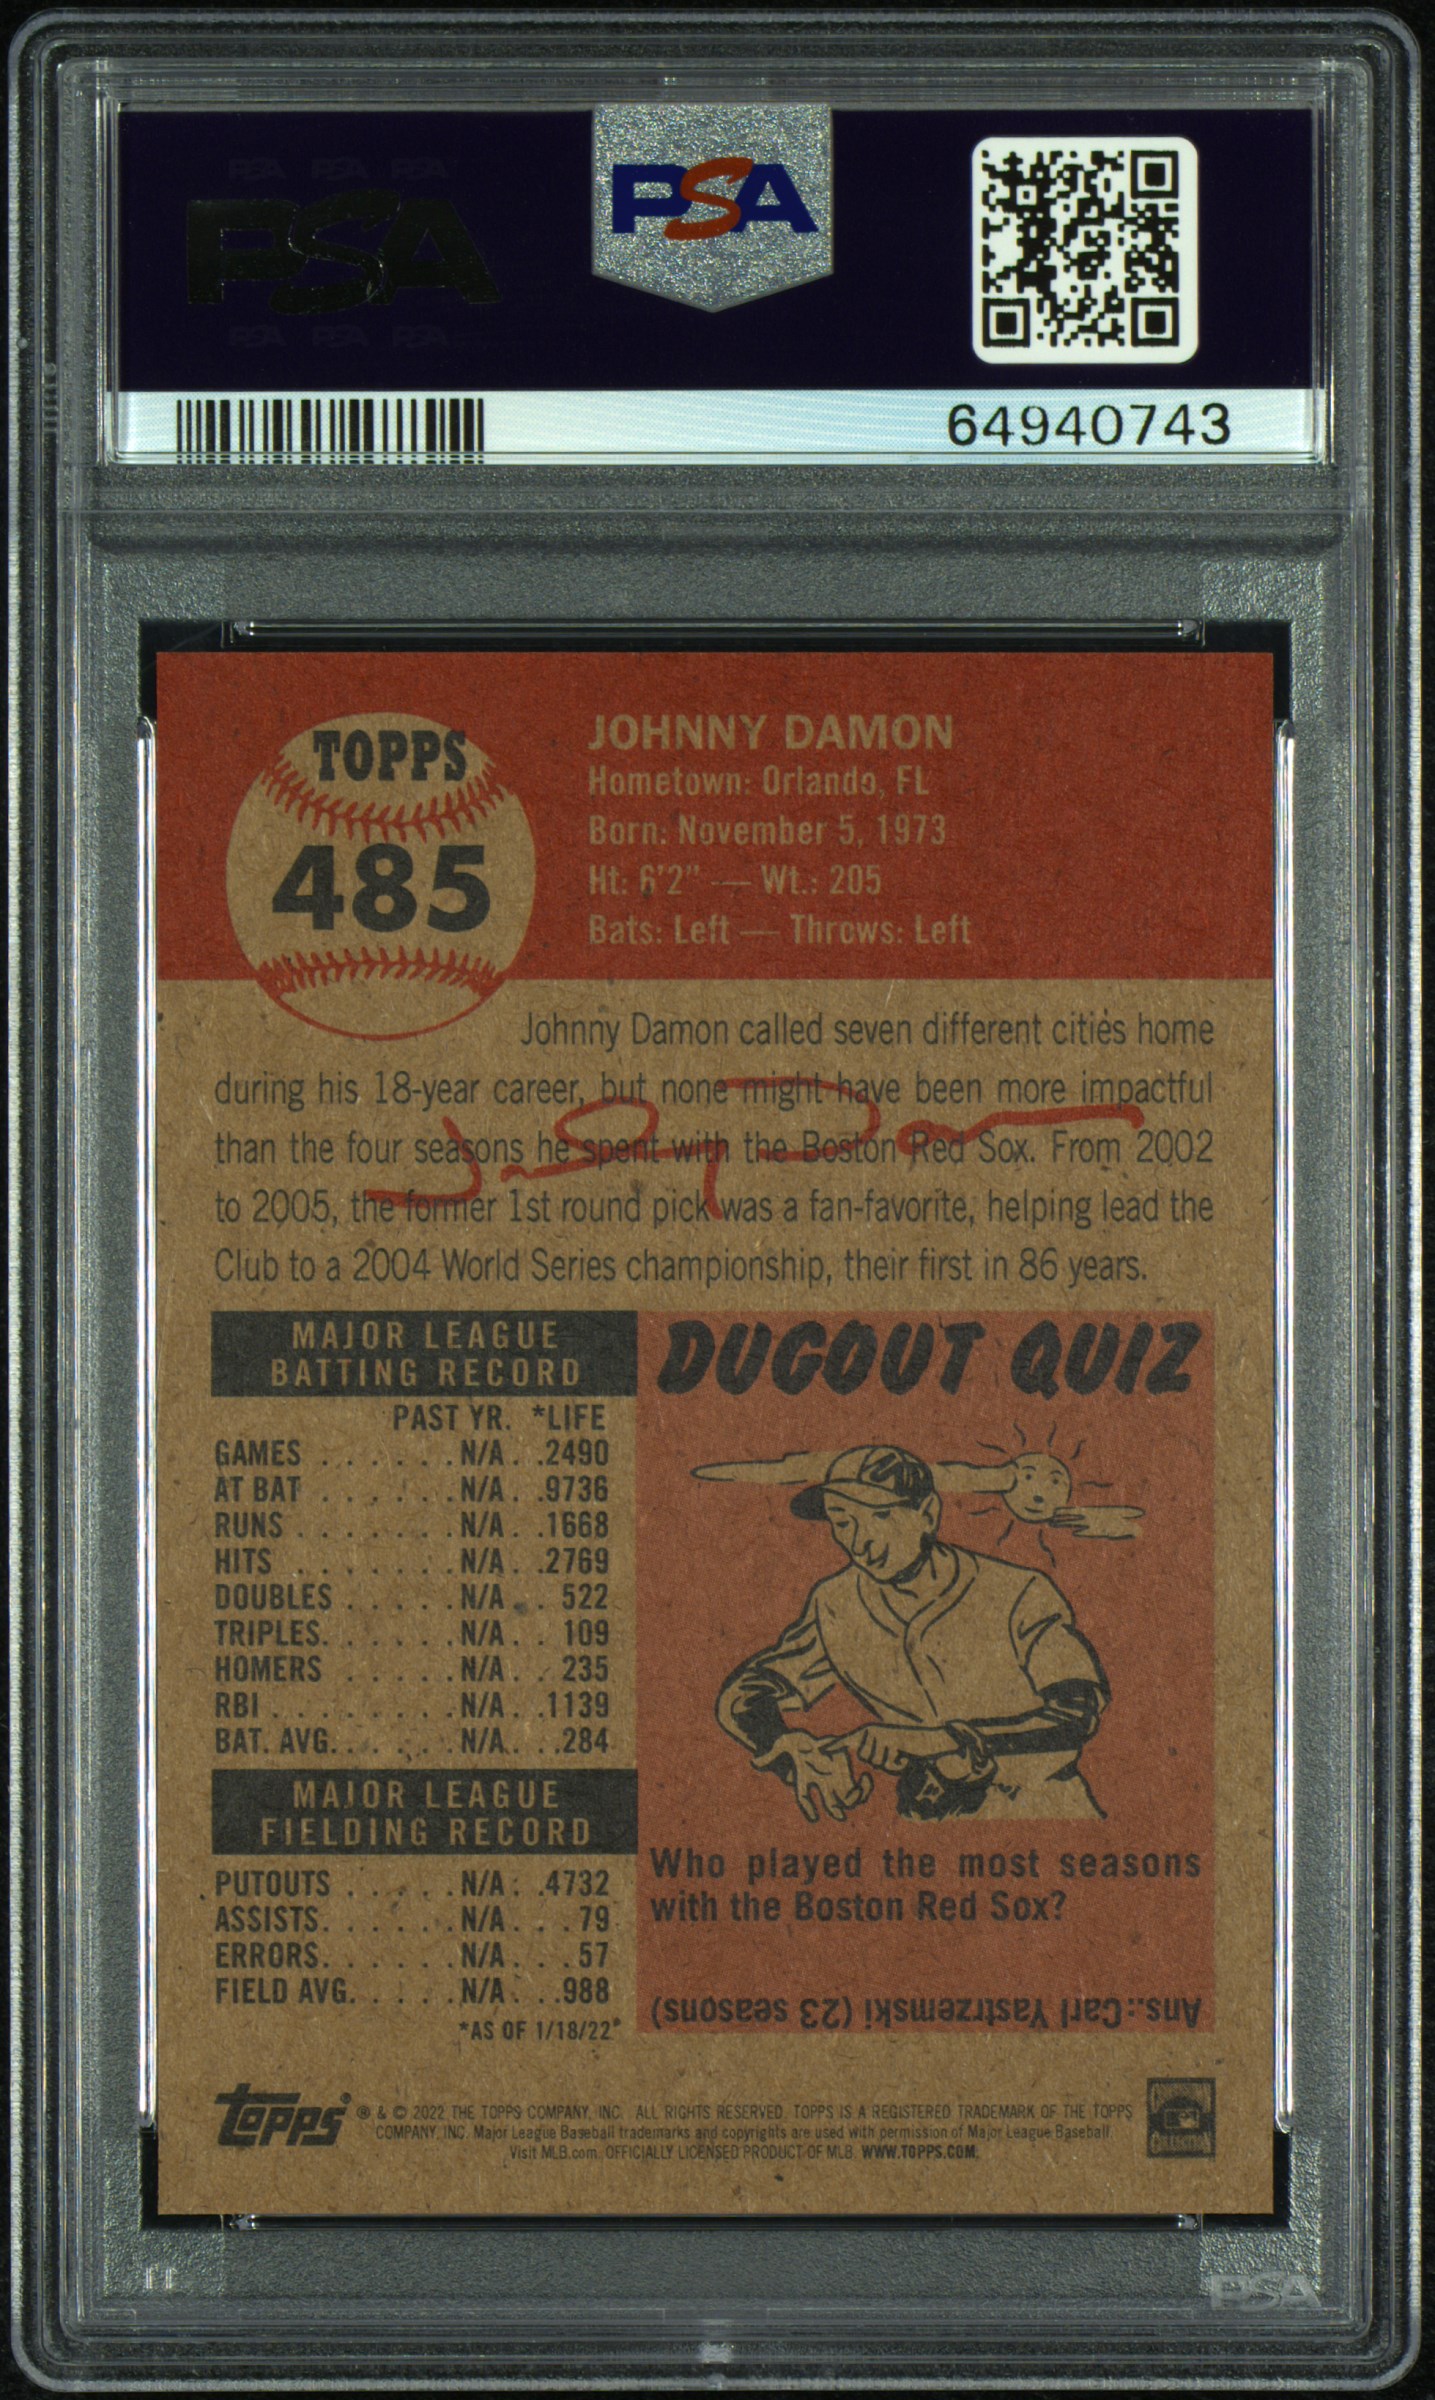 PSA PSA PSA
PSA
PSA PSA PSA
PSA
64940743
TOPPS
485
JOHNNY DAMON
Hometown: Orlando, FL
Born: November 5, 1973
Ht: 6'2" — Wt.: 205
Bats: Left — Throws: Left
Johnny Damon called seven different cities home
during his 18-year career, but none might have been more impactful
than the four seasons he spent with the Boston Red Sox. From 2002
to 2005, the former 1st round pick was a fan-favorite, helping lead the
Club to a 2004 World Series championship, their first in 86 years.
MAJOR LEAGUE
BATTING RECORD
PAST YR. *LIFE
GAMES . . . . . . N/A . .2490
AT BAT . . . . . . N/A . .9736
RUNS . . . . . . . N/A . .1668
HITS . . . . . . . N/A . .2769
DOUBLES . . . . . N/A . . 522
TRIPLES. . . . . . N/A . . 109
HOMERS . . . . . N/A . . 235
RBI . . . . . . . . N/A . .1139
BAT. AVG. . . . . . N/A . . .284
MAJOR LEAGUE
FIELDING RECORD
PUTOUTS . . . . . N/A . .4732
ASSISTS. . . . . . N/A . . . 79
ERRORS. . . . . . N/A . . . 57
FIELD AVG. . . . . N/A . . .988
*AS OF 1/18/22*
DUGOUT QUIZ
Who played the most seasons
with the Boston Red Sox?
Ans.: Carl Yastrzemski (23 seasons)
Topps ® & © 2022 THE TOPPS COMPANY, INC. ALL RIGHTS RESERVED. TOPPS IS A REGISTERED TRADEMARK OF THE TOPPS
COMPANY, INC. Major League Baseball trademarks and copyrights are used with permission of Major League Baseball.
Visit MLB.com. OFFICIALLY LICENSED PRODUCT OF MLB. WWW.TOPPS.COM.
PSA